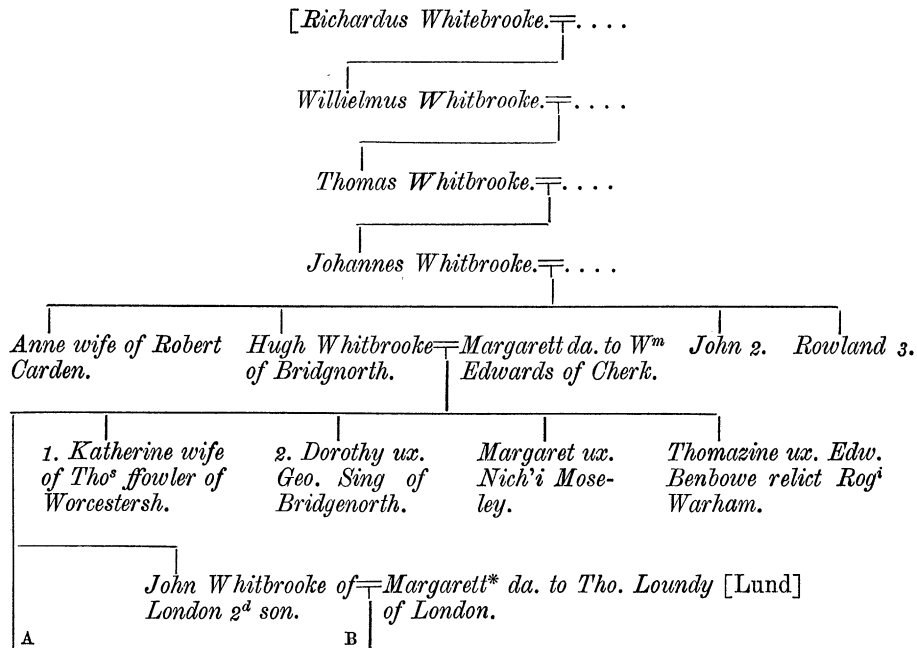 [Richardus Whitebrooke.=. . . .
Willielmus Whitbrooke.=. . . .
Thomas Whitbrooke.=. . . .
Johannes Whitbrooke.=. . . .
Anne wife of Robert
Carden.
Hugh Whitbrooke=
of Bridgnorth.
Margarett da. to Wᵐ
Edwards of Cherk.
John 2.
Rowland 3.
1. Katherine wife
of Thoˢ ffowler of
Worcestersh.
2. Dorothy ux.
Geo. Sing of
Bridgenorth.
Margaret ux.
Nich'i Mose-
ley.
Thomazine ux. Edw.
Benbowe relict Rogⁱ
Warham.
John Whitbrooke of=
London 2ᵈ son.
Margarett* da. to Tho. Loundy [Lund]
of London.
A
B